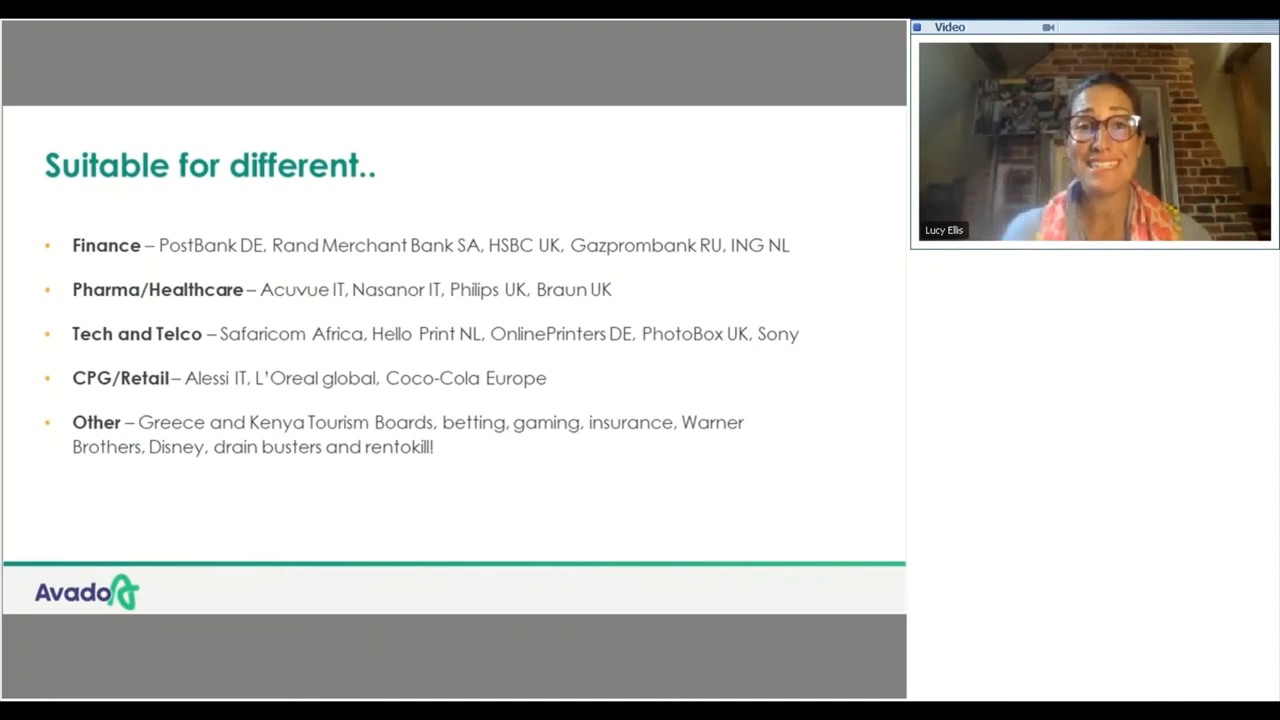 Suitable for different..
• Finance – PostBank DE, Rand Merchant Bank SA, HSBC UK, Gazprombank RU, ING NL
• Pharma/Healthcare – Acuvue IT, Nasanor IT, Philips UK, Braun UK
• Tech and Telco – Safaricom Africa, Hello Print NL, OnlinePrinters DE, PhotoBox UK, Sony
• CPG/Retail – Alessi IT, L'Oreal global, Coco-Cola Europe
• Other – Greece and Kenya Tourism Boards, betting, gaming, insurance, Warner
Brothers, Disney, drain busters and rentokill!
Avado
Video
Lucy Ellis